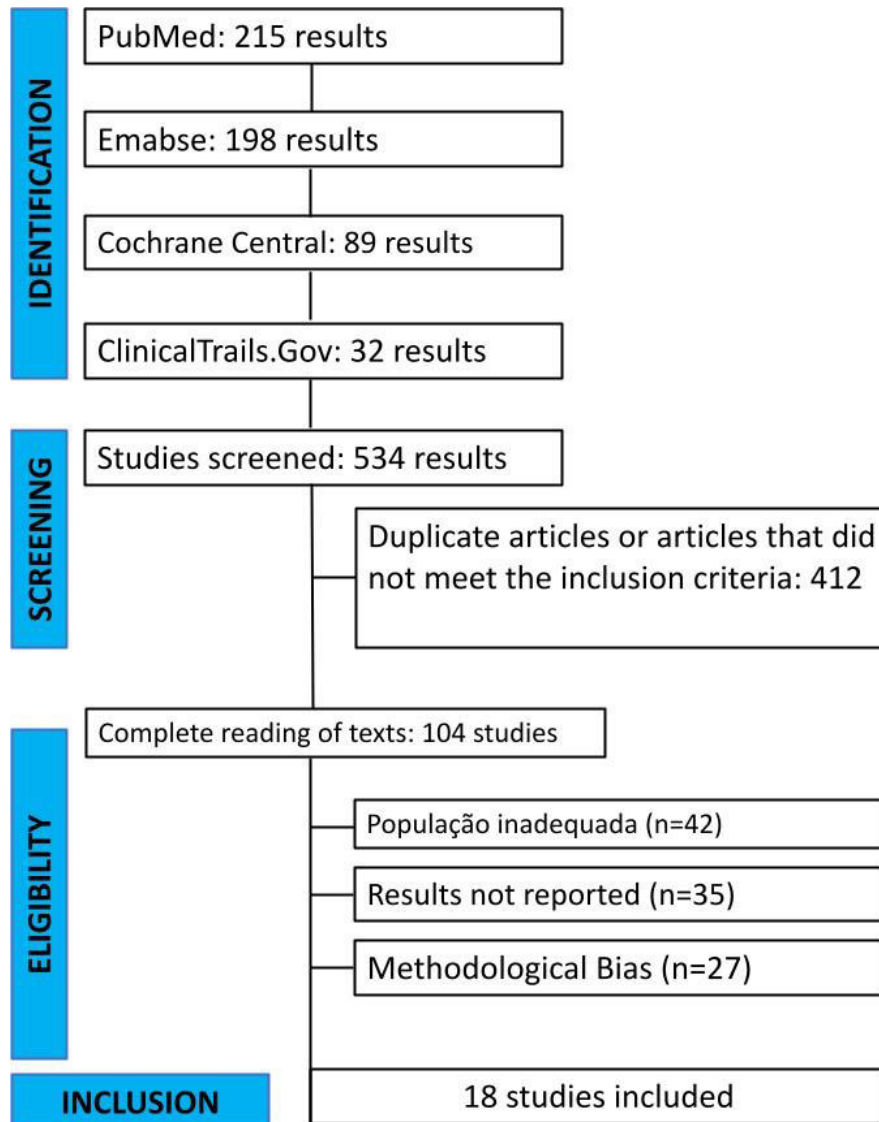 IDENTIFICATION
PubMed: 215 results
Emabse: 198 results
Cochrane Central: 89 results
ClinicalTrails.Gov: 32 results
SCREENING
Studies screened: 534 results
Duplicate articles or articles that did
not meet the inclusion criteria: 412
ELIGIBILITY
Complete reading of texts: 104 studies
População inadequada (n=42)
Results not reported (n=35)
Methodological Bias (n=27)
INCLUSION
18 studies included